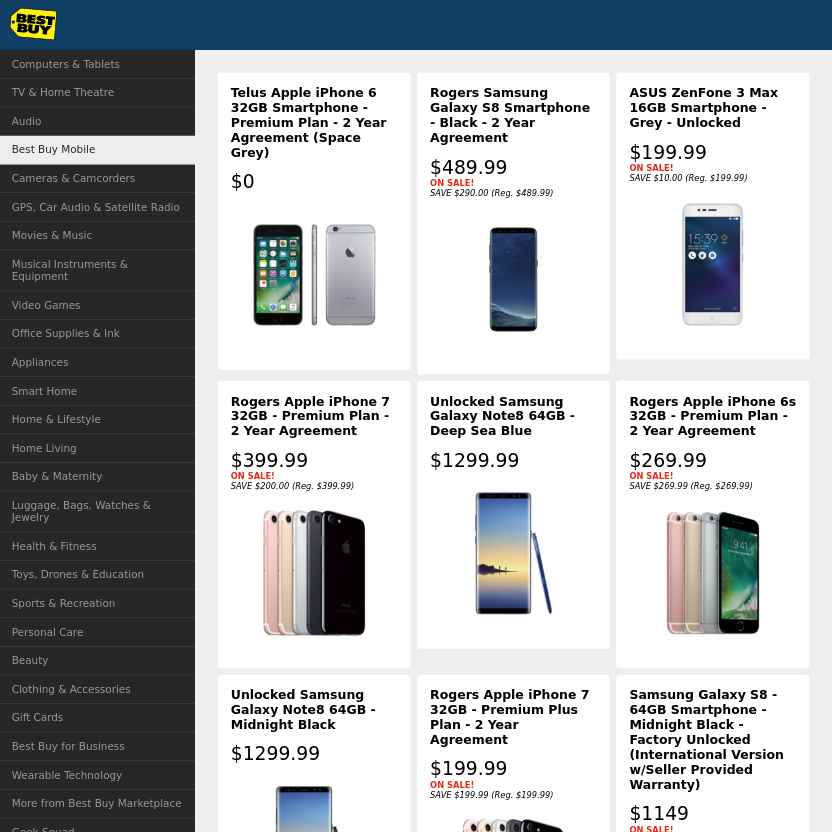 BEST
BUY
Computers & Tablets
TV & Home Theatre
Audio
Best Buy Mobile
Cameras & Camcorders
GPS, Car Audio & Satellite Radio
Movies & Music
Musical Instruments &
Equipment
Video Games
Office Supplies & Ink
Appliances
Smart Home
Home & Lifestyle
Home Living
Baby & Maternity
Luggage, Bags, Watches &
Jewelry
Health & Fitness
Toys, Drones & Education
Sports & Recreation
Personal Care
Beauty
Clothing & Accessories
Gift Cards
Best Buy for Business
Wearable Technology
More from Best Buy Marketplace
Geek Squad
Telus Apple iPhone 6
32GB Smartphone -
Premium Plan - 2 Year
Agreement (Space
Grey)
$0
Rogers Samsung
Galaxy S8 Smartphone
- Black - 2 Year
Agreement
$489.99
ON SALE!
SAVE $290.00 (Reg. $489.99)
ASUS ZenFone 3 Max
16GB Smartphone -
Grey - Unlocked
$199.99
ON SALE!
SAVE $10.00 (Reg. $199.99)
15:39
Rogers Apple iPhone 7
32GB - Premium Plan -
2 Year Agreement
$399.99
ON SALE!
SAVE $200.00 (Reg. $399.99)
Unlocked Samsung
Galaxy Note8 64GB -
Deep Sea Blue
$1299.99
Rogers Apple iPhone 6s
32GB - Premium Plan -
2 Year Agreement
$269.99
ON SALE!
SAVE $269.99 (Reg. $269.99)
9:41
Unlocked Samsung
Galaxy Note8 64GB -
Midnight Black
$1299.99
Rogers Apple iPhone 7
32GB - Premium Plus
Plan - 2 Year
Agreement
$199.99
ON SALE!
SAVE $199.99 (Reg. $199.99)
Samsung Galaxy S8 -
64GB Smartphone -
Midnight Black -
Factory Unlocked
(International Version
w/Seller Provided
Warranty)
$1149
ON SALE!